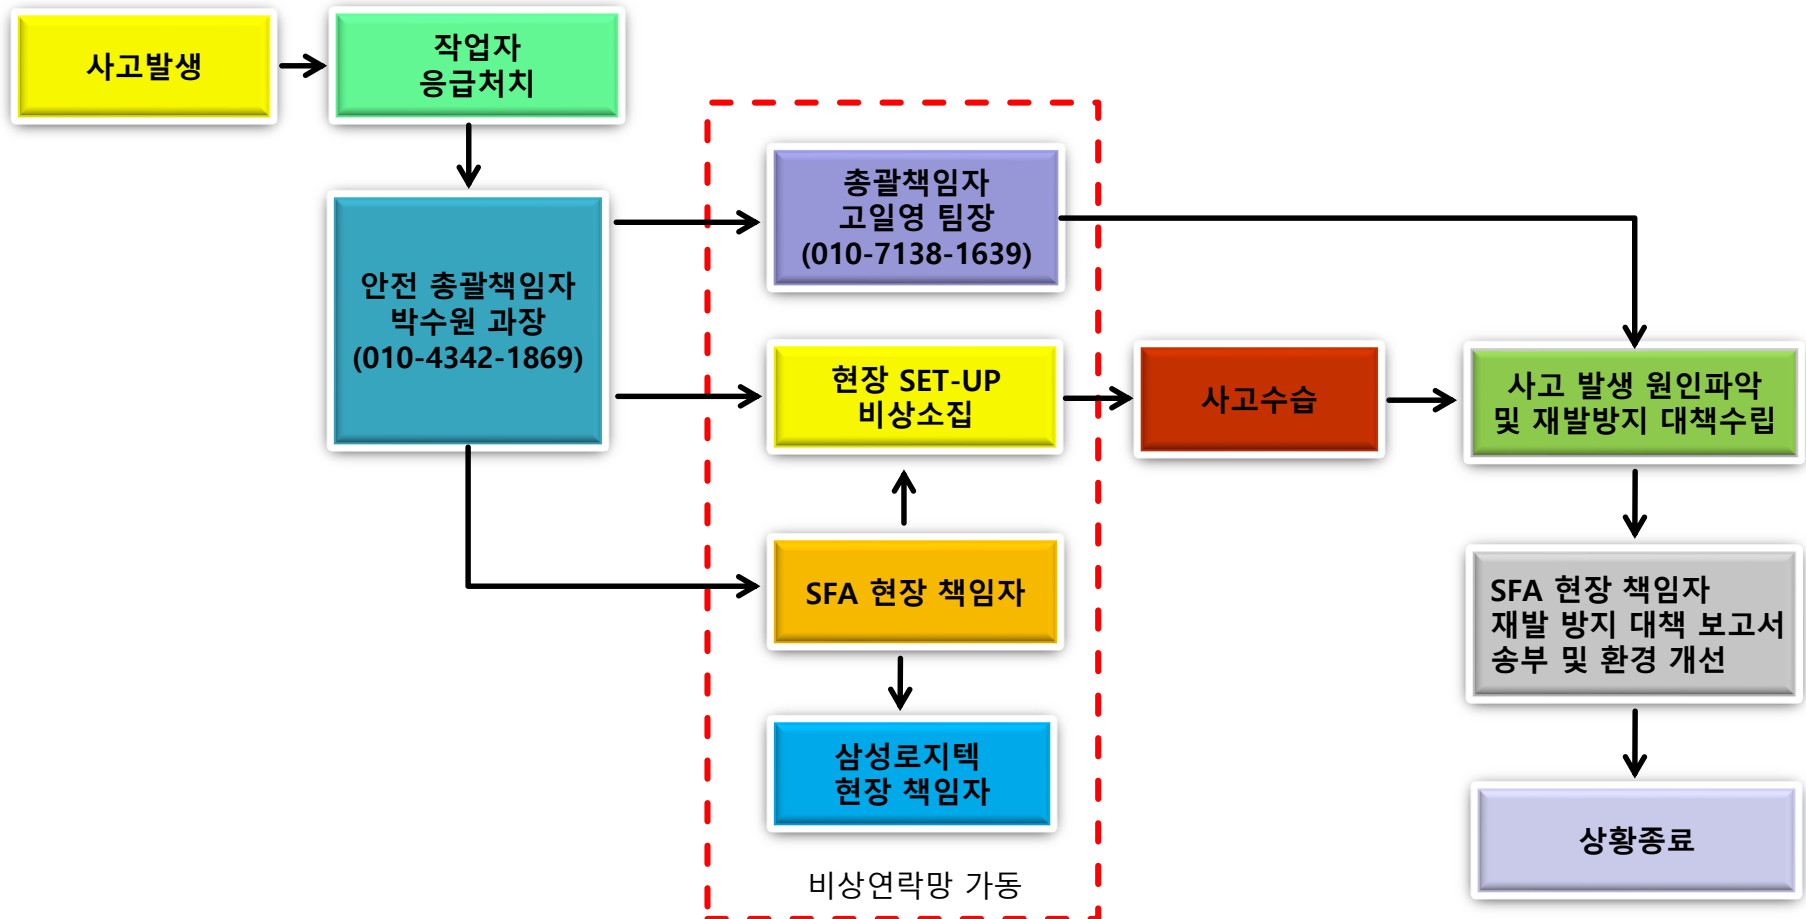 사고발생
작업자
응급처치
안전 총괄책임자
박수원 과장
(010-4342-1869)
총괄책임자
고일영 팀장
(010-7138-1639)
현장 SET-UP
비상소집
SFA 현장 책임자
삼성로지텍
현장 책임자
비상연락망 가동
사고수습
사고 발생 원인파악
및 재발방지 대책수립
SFA 현장 책임자
재발 방지 대책 보고서
송부 및 환경 개선
상황종료